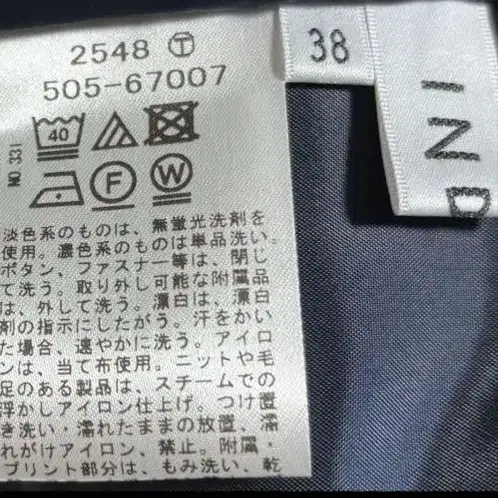 2548 Ⓣ
505-67007
38
IND
NO.331
40
F
W
淡色系のものは、無蛍光洗剤を
使用。濃色系のものは単品洗い。
ボタン、ファスナー等は、閉じ
て洗う。取り外し可能な附属品
は、外して洗う。漂白は、漂白
剤の指示にしたがう。汗をかい
た場合、速やかに洗う。アイロ
ンは、当て布使用。ニットや毛
足のある製品は、スチームでの
浮かしアイロン仕上げ。つけ置
き洗い・濡れたままの放置、濡
れがけアイロン、禁止。附属・
プリント部分は、もみ洗い、乾